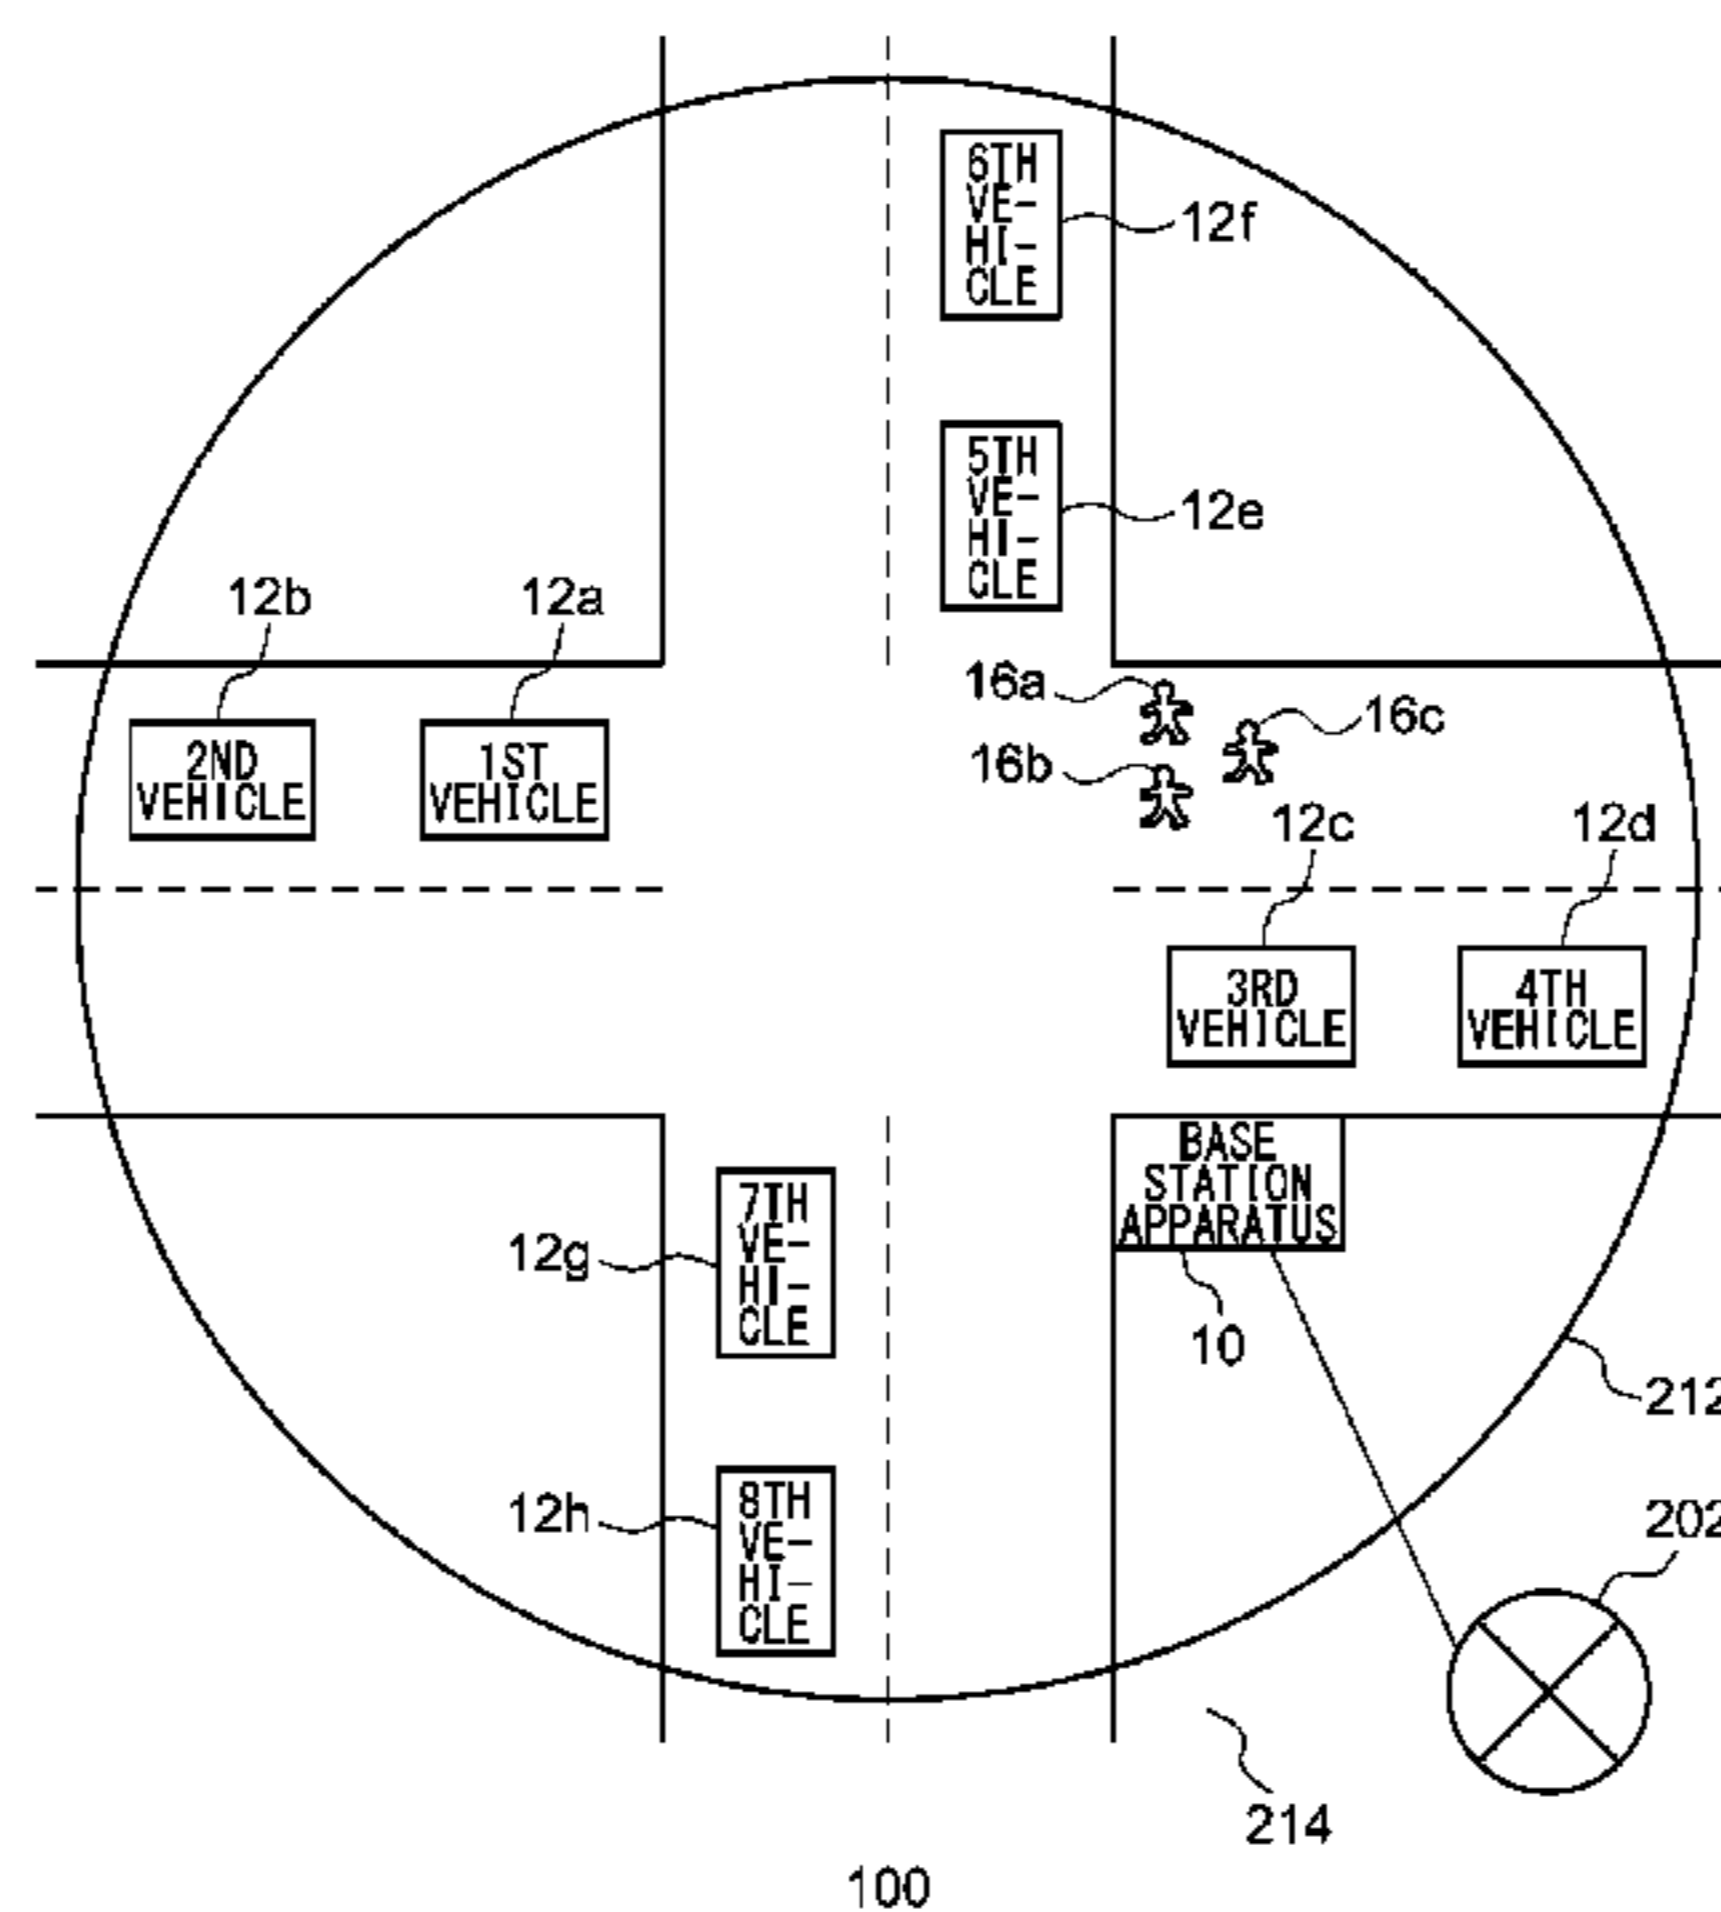 6TH
VE-
HI-
CLE
12f
5TH
VE-
HI-
CLE
12e
12b
12a
16a
16c
2ND
VEHICLE
1ST
VEHICLE
16b
12c
12d
3RD
VEHICLE
4TH
VEHICLE
BASE
STATION
APPARATUS
7TH
VE-
HI-
CLE
12g
10
212
8TH
VE-
HI-
CLE
12h
202
214
100